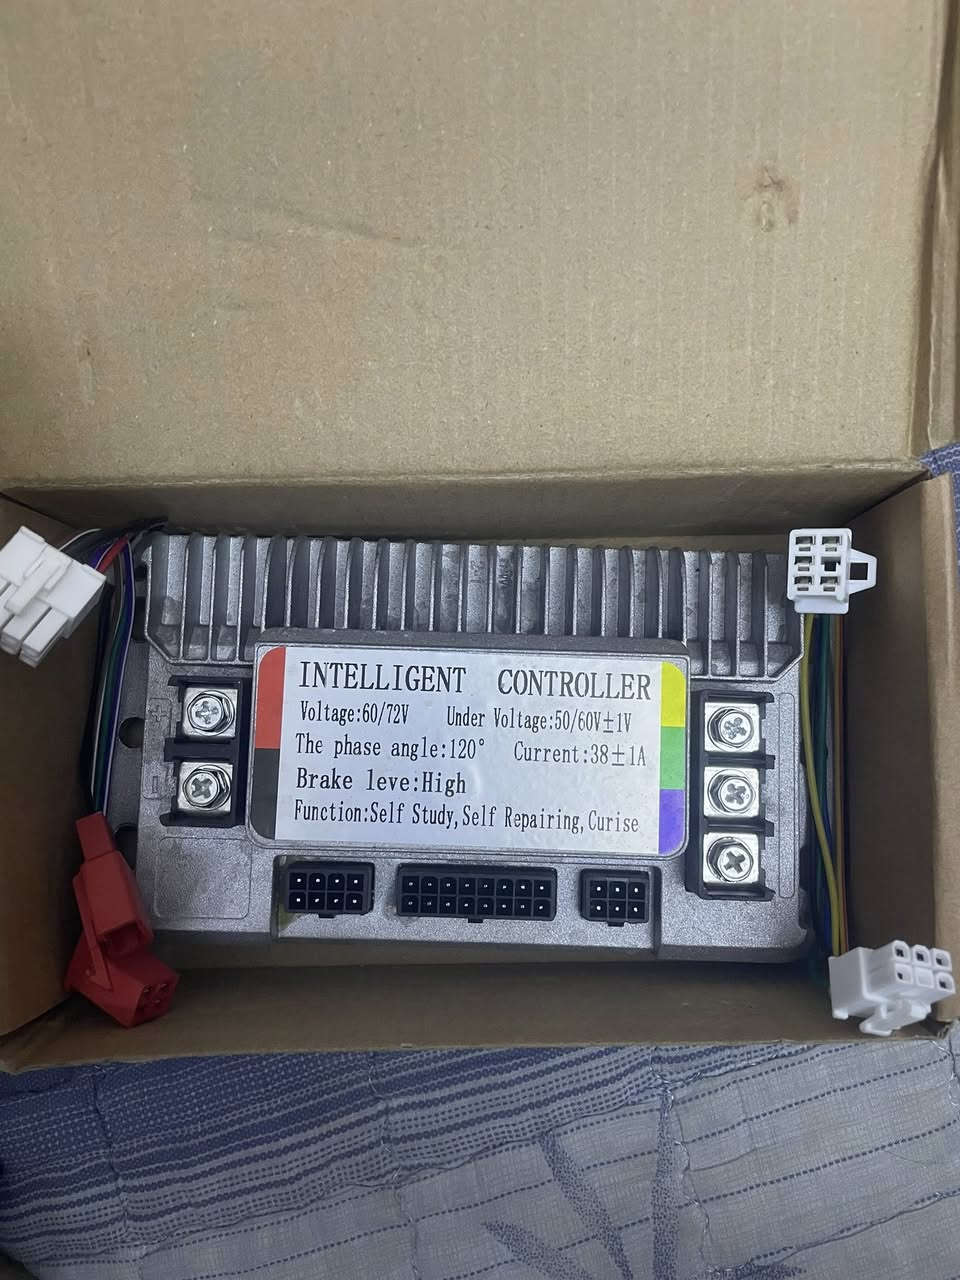 INTELLIGENT CONTROLLER
Voltage:60/72V Under Voltage:50/60V±1V
The phase angle:120° Current:38±1A
Brake leve:High
Function:Self Study,Self Repairing,Curise
+
-